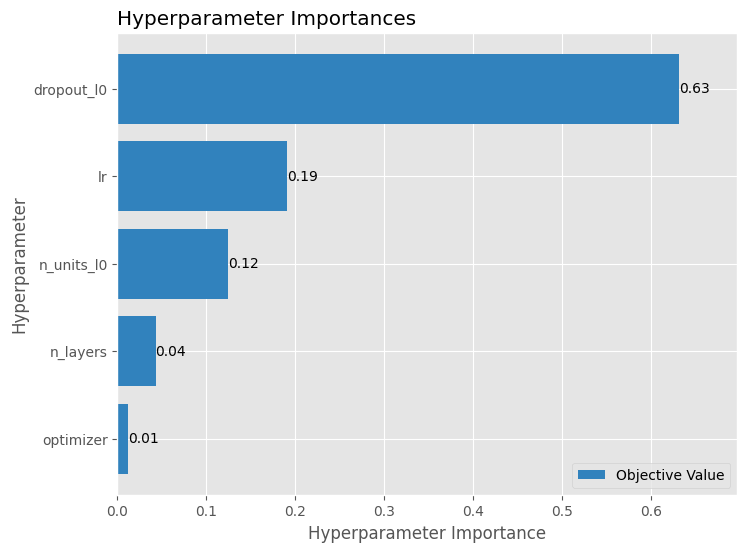 Hyperparameter Importances
Hyperparameter
dropout_l0
0.63
lr
0.19
n_units_l0
0.12
n_layers
0.04
optimizer
0.01
Objective Value
0.0 0.1 0.2 0.3 0.4 0.5 0.6
Hyperparameter Importance